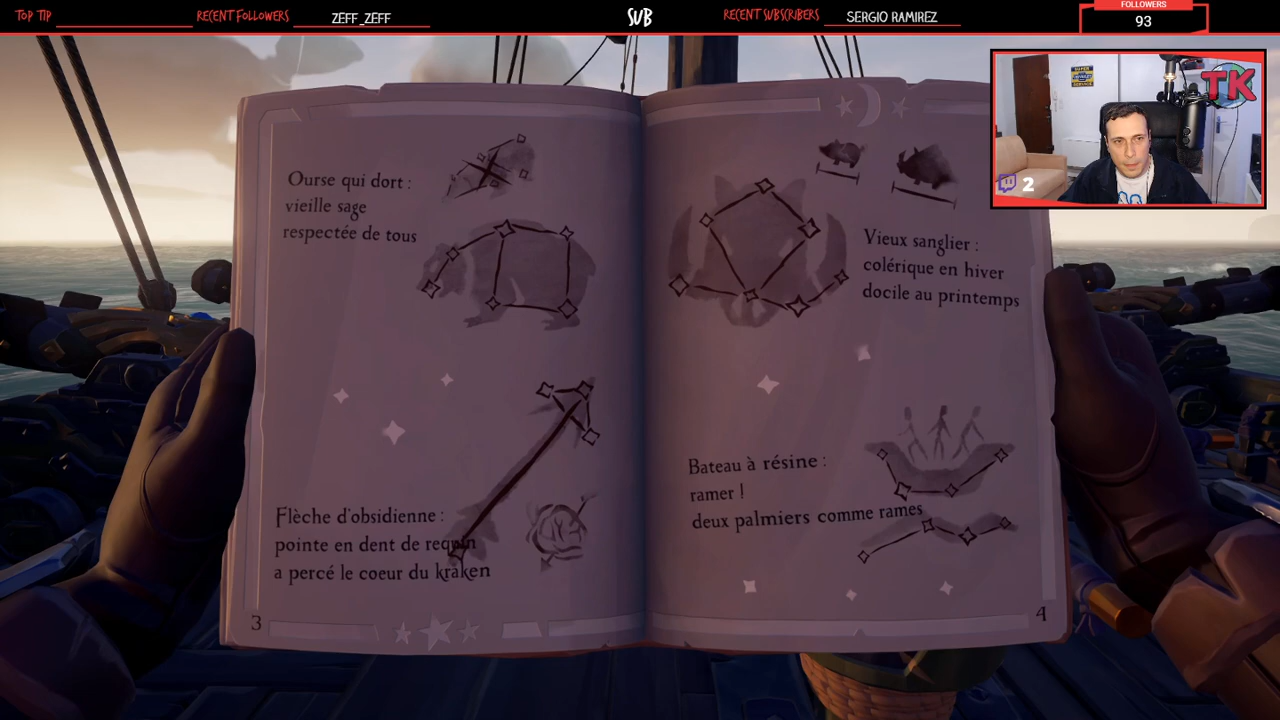 TOP TIP
RECENT FOLLOWERS
ZEFF_ZEFF
SUB
RECENT SUBSCRIBERS
SERGIO RAMIREZ
FOLLOWERS
93
TK
2
Ourse qui dort :
vieille sage
respectée de tous
Flèche d'obsidienne :
pointe en dent de requin
a percé le coeur du kraken
3
Vieux sanglier :
colérique en hiver
docile au printemps
Bateau à résine :
ramer !
deux palmiers comme rames
4